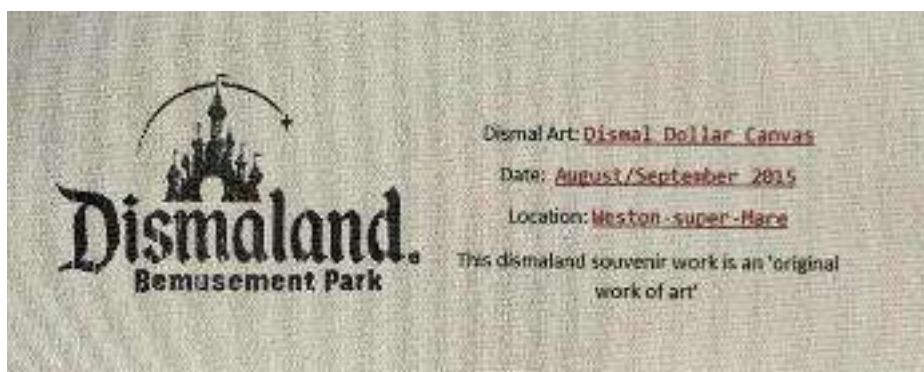 Dismaland.
Bemusement Park
Dismal Art: Dismal Dollar Canvas
Date: August/September 2015
Location: Weston-super-Mare
This dismaland souvenir work is an 'original
work of art'